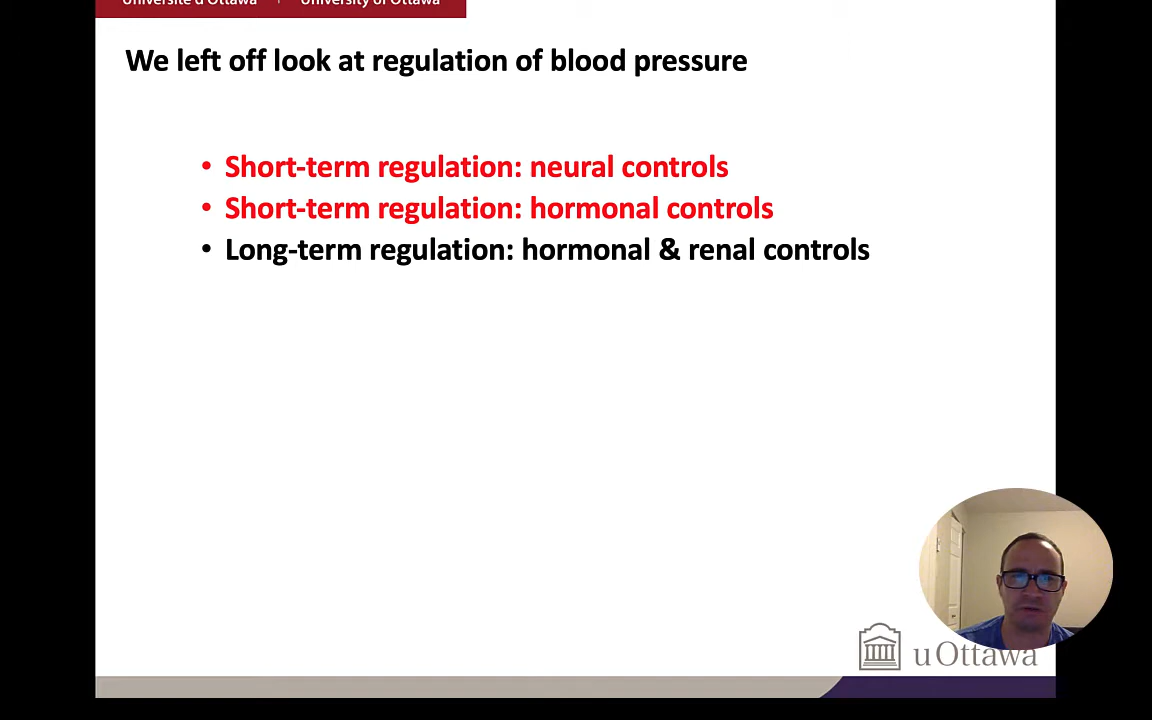 Université d'Ottawa | University of Ottawa
We left off look at regulation of blood pressure
• Short-term regulation: neural controls
• Short-term regulation: hormonal controls
• Long-term regulation: hormonal & renal controls
uOttawa